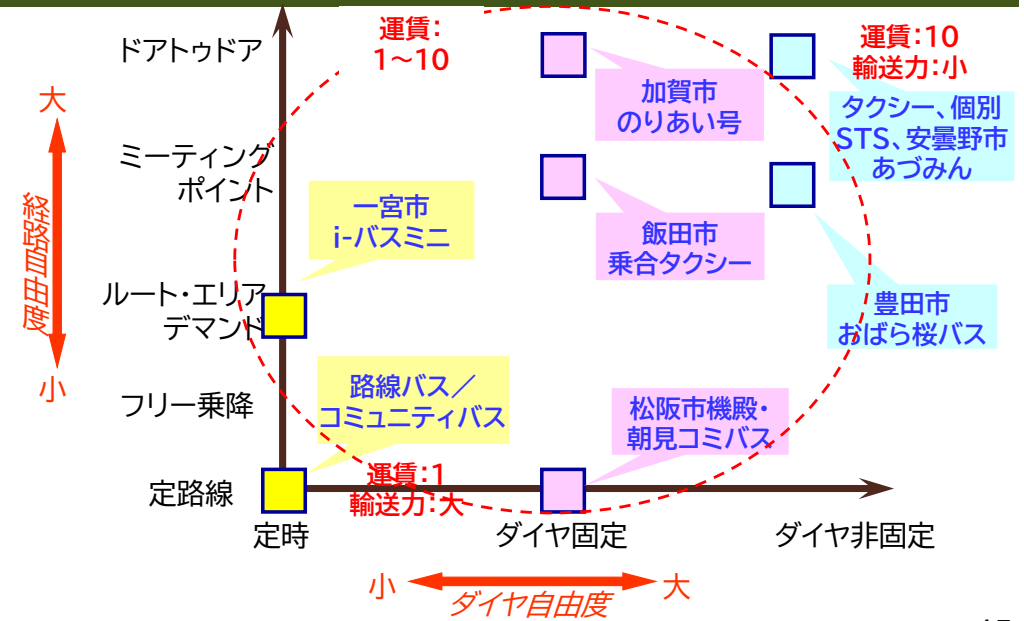 運賃:
1～10
ドアトゥドア
運賃:10
輸送力:小
加賀市
のりあい号
タクシー、個別
STS、安曇野市
あづみん
大
経路自由度
小
ミーティング
ポイント
一宮市
i-バスミニ
飯田市
乗合タクシー
ルート・エリア
デマンド
豊田市
おばら桜バス
フリー乗降
路線バス／
コミュニティバス
松阪市機殿・
朝見コミバス
定路線
運賃:1
輸送力:大
定時
ダイヤ固定
ダイヤ非固定
小
大
ダイヤ自由度